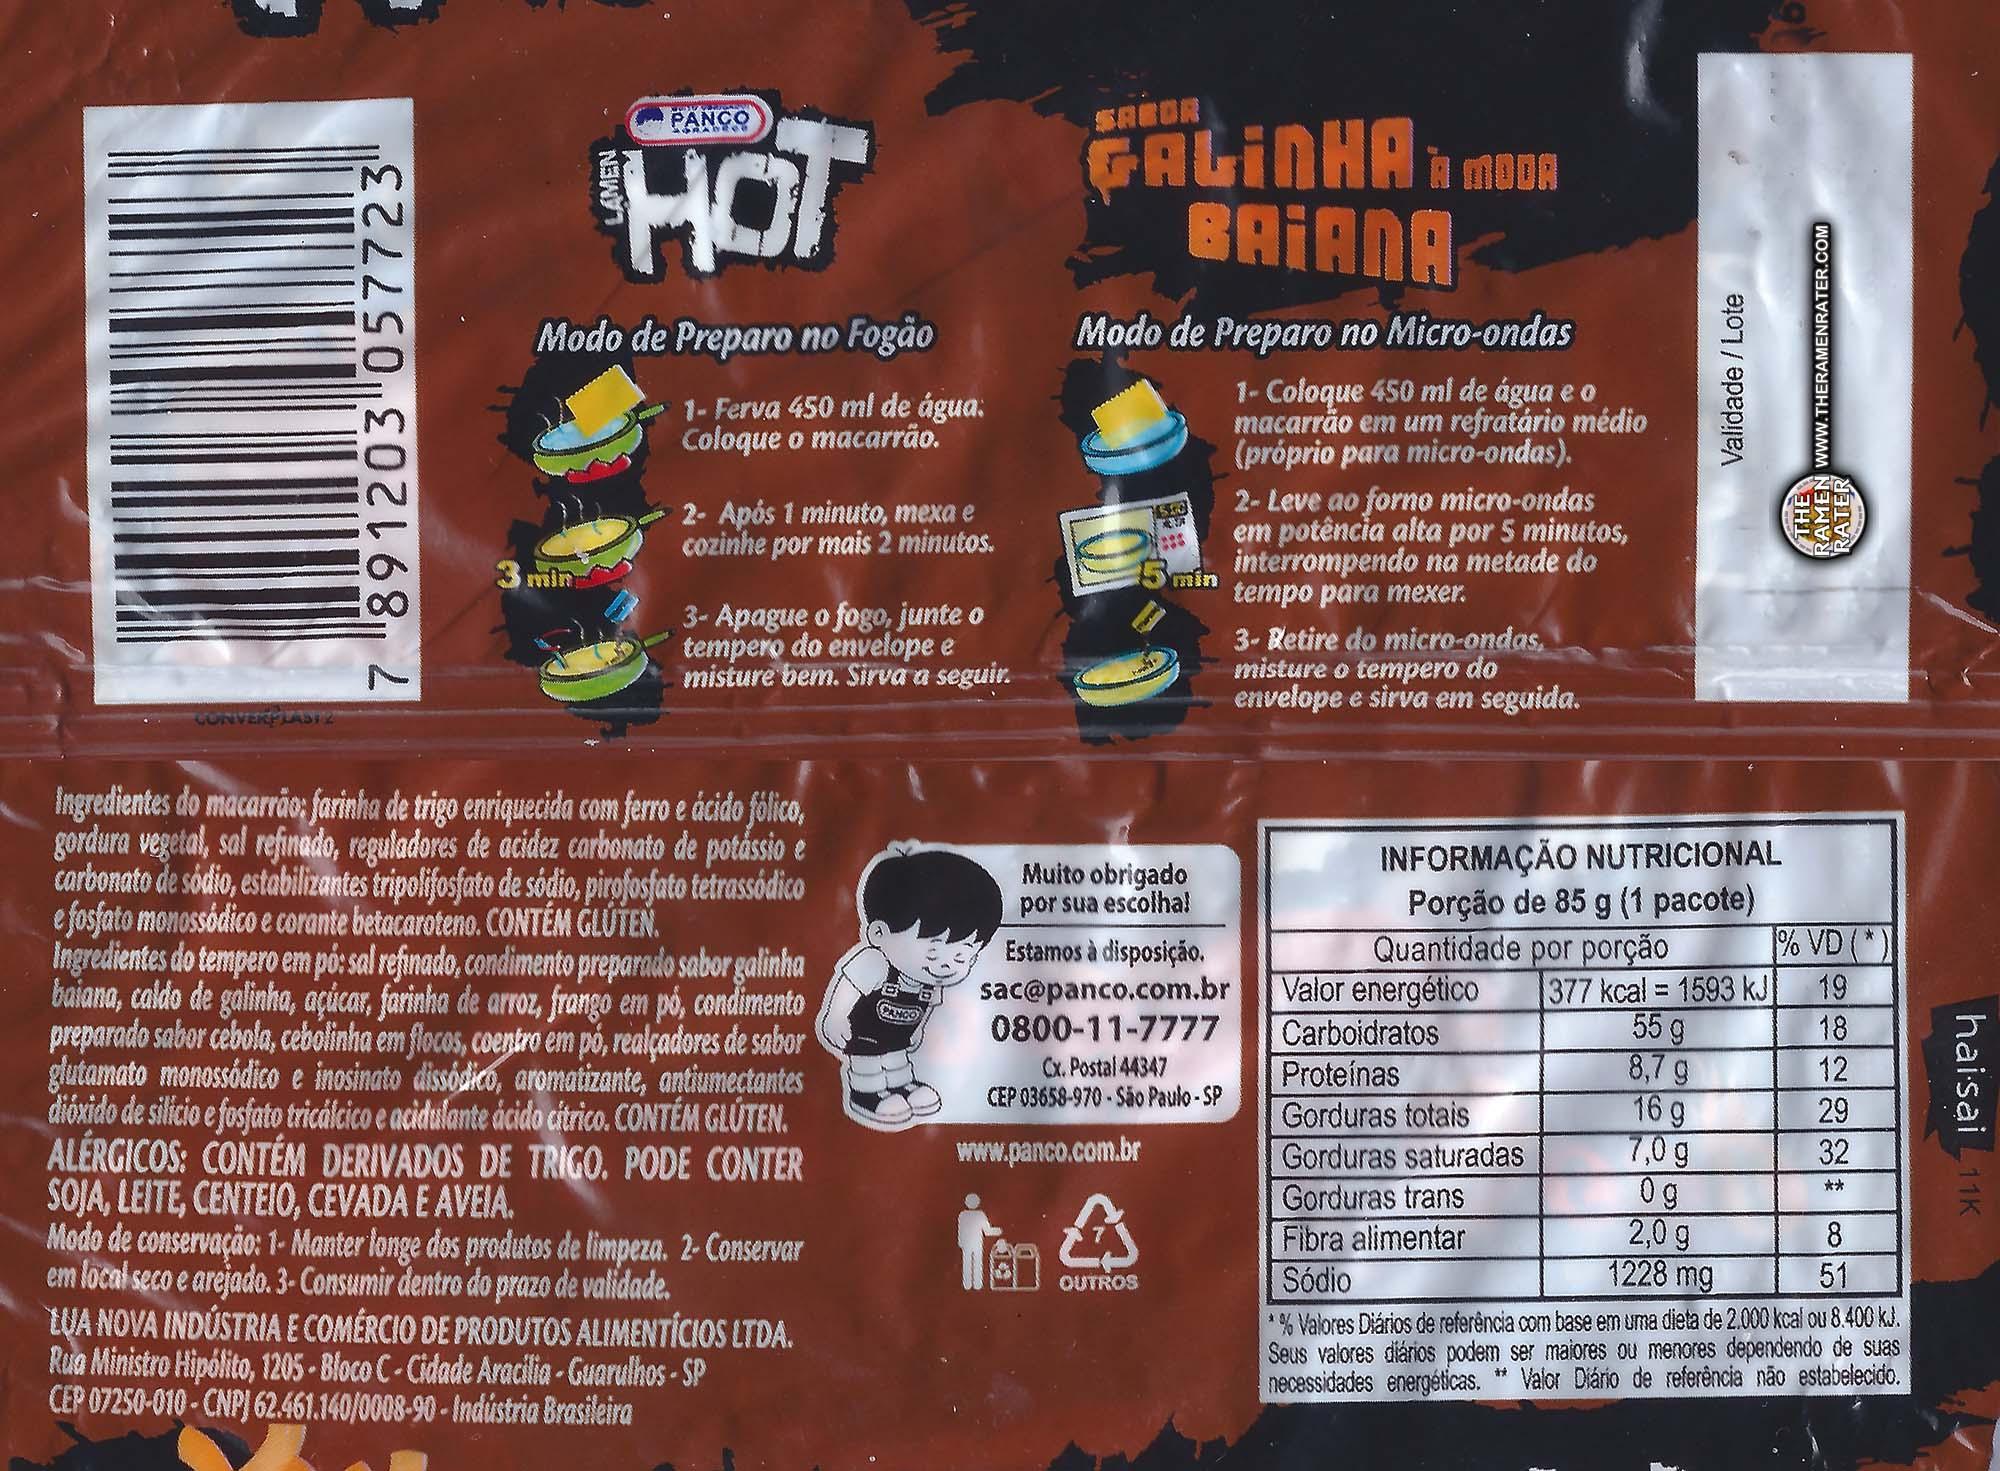 PANCO
AGRADECE
LAMEN
HOT
SABOR
GALINHA À MODA
BAIANA
7 891203 057723
CONVERPLAST 2
Modo de Preparo no Fogão
1- Ferva 450 ml de água.
Coloque o macarrão.
2- Após 1 minuto, mexa e
cozinhe por mais 2 minutos.
3 min
3- Apague o fogo, junte o
tempero do envelope e
misture bem. Sirva a seguir.
Modo de Preparo no Micro-ondas
1- Coloque 450 ml de água e o
macarrão em um refratário médio
(próprio para micro-ondas).
2- Leve ao forno micro-ondas
em potência alta por 5 minutos,
interrompendo na metade do
tempo para mexer.
5 min
3- Retire do micro-ondas,
misture o tempero do
envelope e sirva em seguida.
Validade / Lote
THE RAMEN RATER WWW.THERAMENRATER.COM
Ingredientes do macarrão: farinha de trigo enriquecida com ferro e ácido fólico,
gordura vegetal, sal refinado, reguladores de acidez carbonato de potássio e
carbonato de sódio, estabilizantes tripolifosfato de sódio, pirofosfato tetrassódico
e fosfato monossódico e corante betacaroteno. CONTÉM GLÚTEN.
Ingredientes do tempero em pó: sal refinado, condimento preparado sabor galinha
baiana, caldo de galinha, açúcar, farinha de arroz, frango em pó, condimento
preparado sabor cebola, cebolinha em flocos, coentro em pó, realçadores de sabor
glutamato monossódico e inosinato dissódico, aromatizante, antiumectantes
dióxido de silício e fosfato tricálcico e acidulante ácido cítrico. CONTÉM GLÚTEN.
ALÉRGICOS: CONTÉM DERIVADOS DE TRIGO. PODE CONTER
SOJA, LEITE, CENTEIO, CEVADA E AVEIA.
Modo de conservação: 1- Manter longe dos produtos de limpeza. 2- Conservar
em local seco e arejado. 3- Consumir dentro do prazo de validade.
LUA NOVA INDÚSTRIA E COMÉRCIO DE PRODUTOS ALIMENTÍCIOS LTDA.
Rua Ministro Hipólito, 1205 - Bloco C - Cidade Aracília - Guarulhos - SP
CEP 07250-010 - CNPJ 62.461.140/0008-90 - Indústria Brasileira
PANCO
Muito obrigado
por sua escolha!
Estamos à disposição.
sac@panco.com.br
0800-11-7777
Cx. Postal 44347
CEP 03658-970 - São Paulo - SP
www.panco.com.br
7
OUTROS
INFORMAÇÃO NUTRICIONAL
Porção de 85 g (1 pacote)
Quantidade por porção % VD (*)
Valor energético 377 kcal = 1593 kJ 19
Carboidratos 55 g 18
Proteínas 8,7 g 12
Gorduras totais 16 g 29
Gorduras saturadas 7,0 g 32
Gorduras trans 0 g **
Fibra alimentar 2,0 g 8
Sódio 1228 mg 51
* % Valores Diários de referência com base em uma dieta de 2.000 kcal ou 8.400 kJ.
Seus valores diários podem ser maiores ou menores dependendo de suas
necessidades energéticas. ** Valor Diário de referência não estabelecido.
haisai 11K